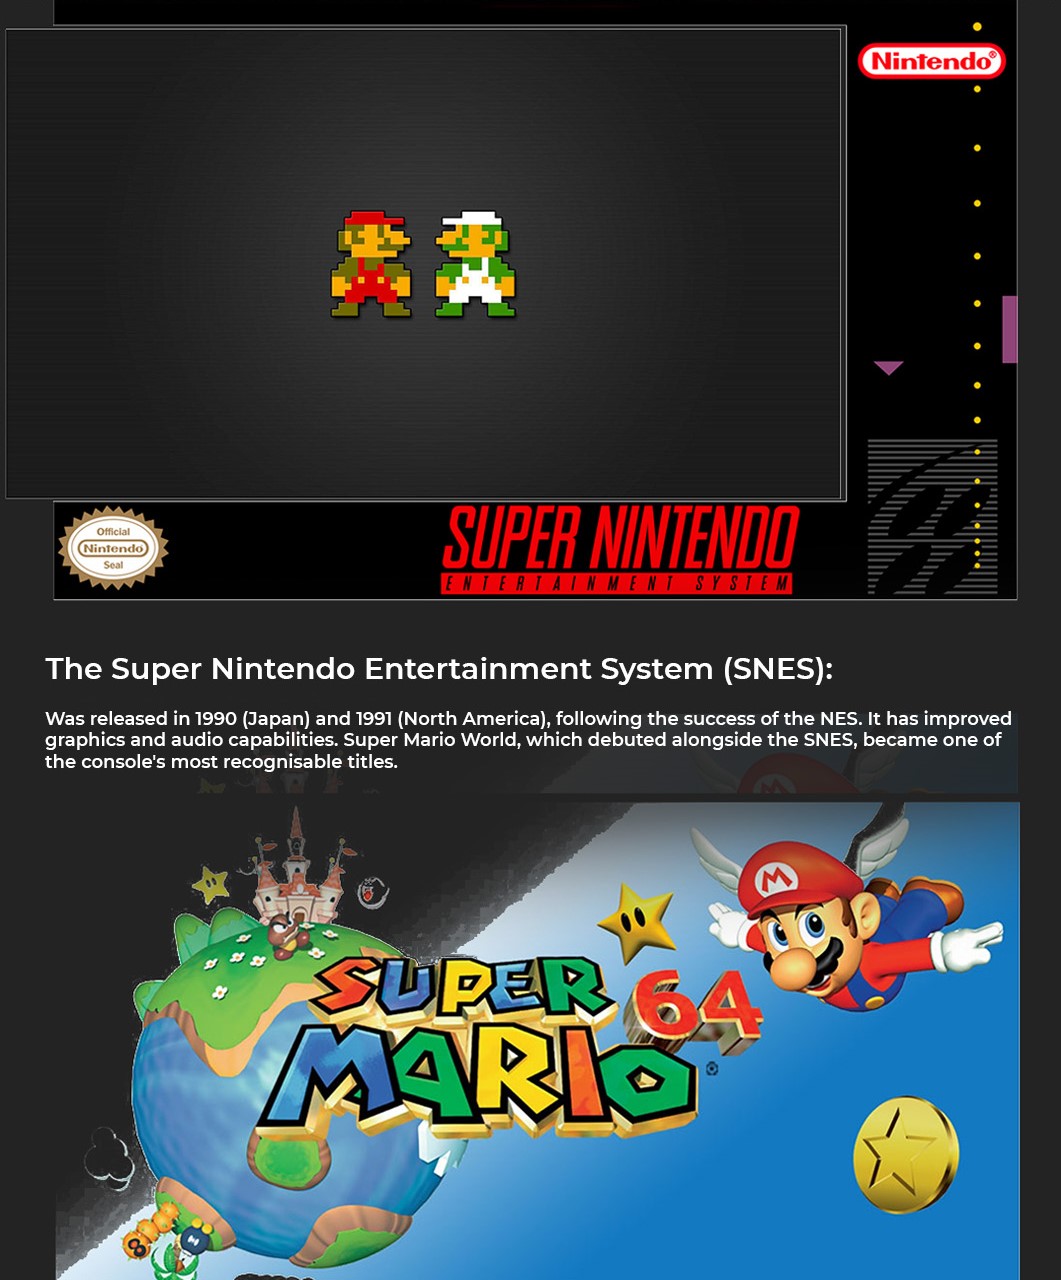 Nintendo®
Official
Nintendo
Seal
SUPER NINTENDO
ENTERTAINMENT SYSTEM
The Super Nintendo Entertainment System (SNES):
Was released in 1990 (Japan) and 1991 (North America), following the success of the NES. It has improved
graphics and audio capabilities. Super Mario World, which debuted alongside the SNES, became one of
the console's most recognisable titles.
M
SUPER
MARIO
64
8